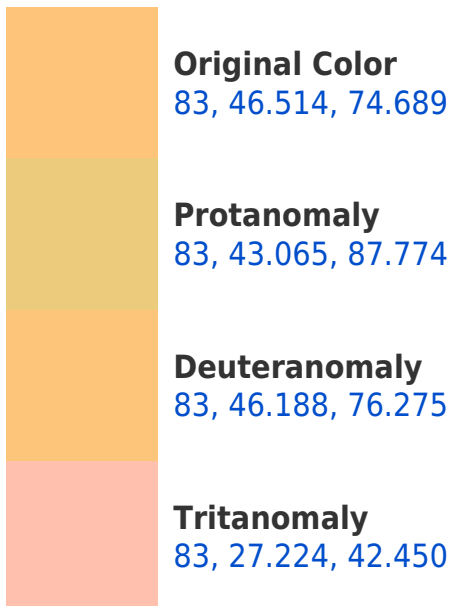 Original Color
83, 46.514, 74.689
Protanomaly
83, 43.065, 87.774
Deuteranomaly
83, 46.188, 76.275
Tritanomaly
83, 27.224, 42.450